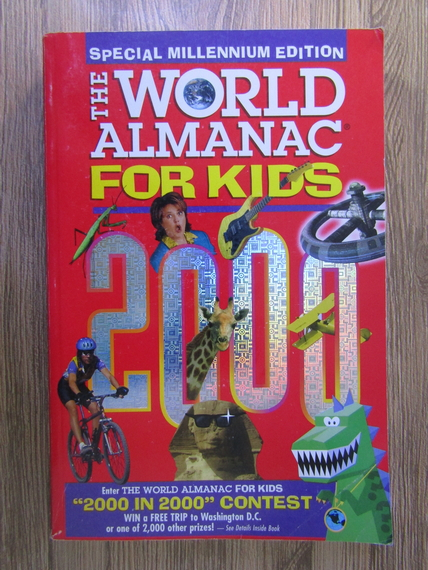 SPECIAL MILLENNIUM EDITION
THE WORLD
ALMANAC®
FOR KIDS
2000
Enter THE WORLD ALMANAC FOR KIDS
"2000 IN 2000" CONTEST
WIN a FREE TRIP to Washington D.C.
or one of 2,000 other prizes! — See Details Inside Book